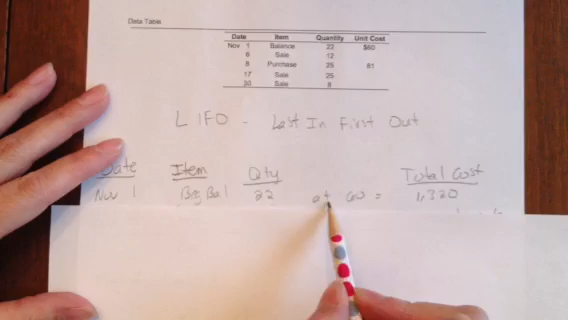 Data Table
Date Item Quantity Unit Cost
Nov 1 Balance 22 $60
6 Sale 12
8 Purchase 25 61
17 Sale 25
30 Sale 8
LIFO - Last In First Out
Date Item Qty Total Cost
Nov 1 Beg Bal 22 at 60 = 1,320